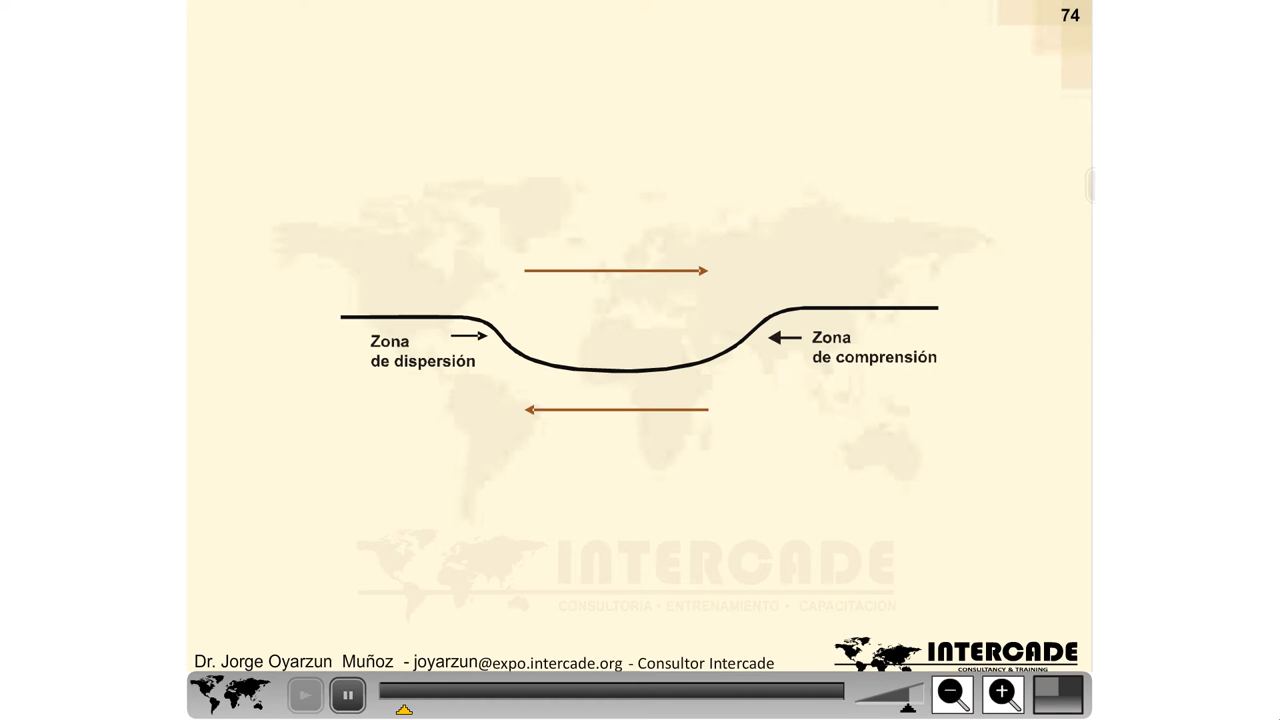 74
Zona
de dispersión
Zona
de comprensión
INTERCADE
CONSULTORIA • ENTRENAMIENTO • CAPACITACION
Dr. Jorge Oyarzun Muñoz - joyarzun@expo.intercade.org - Consultor Intercade
INTERCADE
CONSULTANCY & TRAINING